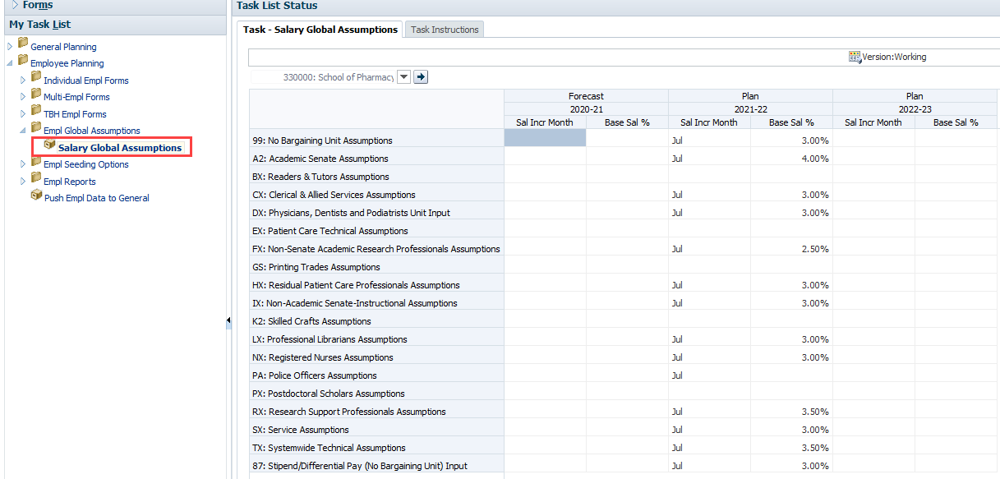 Forms
My Task List
General Planning
Employee Planning
Individual Empl Forms
Multi-Empl Forms
TBH Empl Forms
Empl Global Assumptions
Salary Global Assumptions
Empl Seeding Options
Empl Reports
Push Empl Data to General
Task List Status
Task - Salary Global Assumptions Task Instructions
Version:Working
330000: School of Pharmacy
Forecast Plan Plan
2020-21 2021-22 2022-23
Sal Incr Month Base Sal % Sal Incr Month Base Sal % Sal Incr Month Base Sal %
99: No Bargaining Unit Assumptions Jul 3.00%
A2: Academic Senate Assumptions Jul 4.00%
BX: Readers & Tutors Assumptions
CX: Clerical & Allied Services Assumptions Jul 3.00%
DX: Physicians, Dentists and Podiatrists Unit Input Jul 3.00%
EX: Patient Care Technical Assumptions
FX: Non-Senate Academic Research Professionals Assumptions Jul 2.50%
GS: Printing Trades Assumptions
HX: Residual Patient Care Professionals Assumptions Jul 3.00%
IX: Non-Academic Senate-Instructional Assumptions Jul 3.00%
K2: Skilled Crafts Assumptions
LX: Professional Librarians Assumptions Jul 3.00%
NX: Registered Nurses Assumptions Jul 3.00%
PA: Police Officers Assumptions Jul
PX: Postdoctoral Scholars Assumptions
RX: Research Support Professionals Assumptions Jul 3.50%
SX: Service Assumptions Jul 3.00%
TX: Systemwide Technical Assumptions Jul 3.50%
87: Stipend/Differential Pay (No Bargaining Unit) Input Jul 3.00%